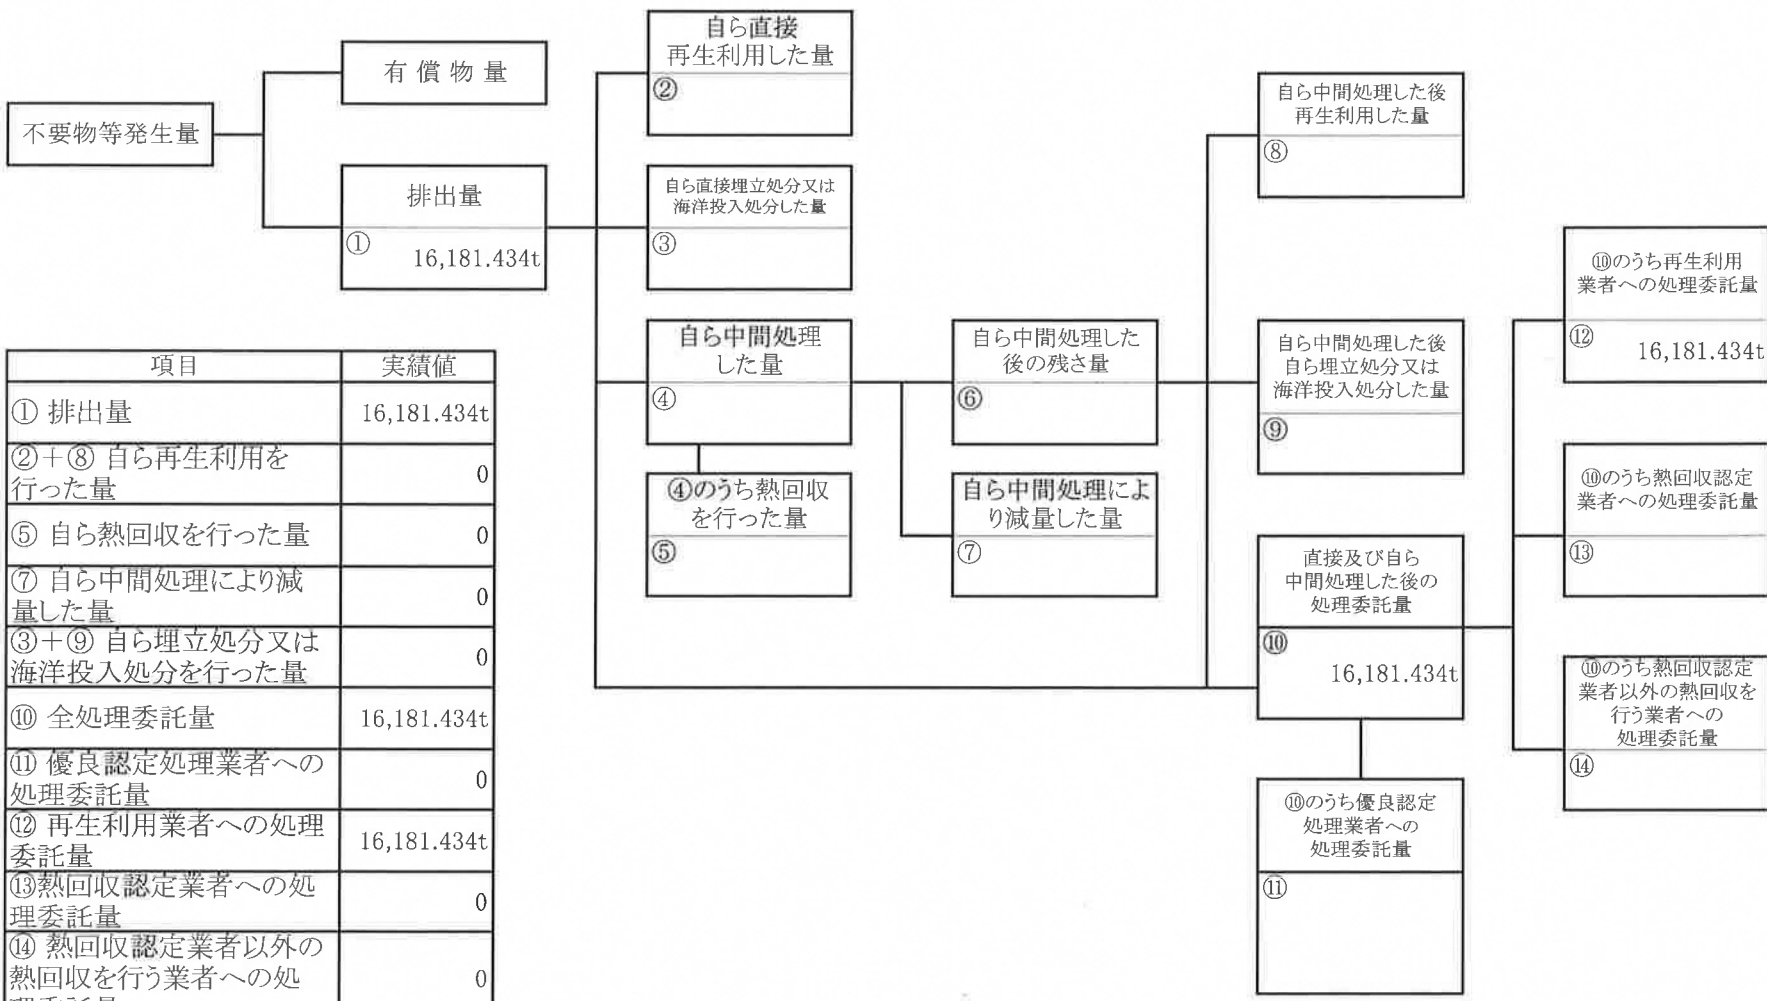 不要物等発生量
有償物量
排出量
①
16,181.434t
自ら直接
再生利用した量
②
自ら直接埋立処分又は
海洋投入処分した量
③
自ら中間処理
した量
④
④のうち熱回収
を行った量
⑤
自ら中間処理した
後の残さ量
⑥
自ら中間処理によ
り減量した量
⑦
自ら中間処理した後
再生利用した量
⑧
自ら中間処理した後
自ら埋立処分又は
海洋投入処分した量
⑨
直接及び自ら
中間処理した後の
処理委託量
⑩
16,181.434t
⑩のうち優良認定
処理業者への
処理委託量
⑪
⑩のうち再生利用
業者への処理委託量
⑫
16,181.434t
⑩のうち熱回収認定
業者への処理委託量
⑬
⑩のうち熱回収認定
業者以外の熱回収を
行う業者への
処理委託量
⑭
項目 実績値
① 排出量 16,181.434t
②+⑧ 自ら再生利用を
行った量 0
⑤ 自ら熱回収を行った量 0
⑦ 自ら中間処理により減
量した量 0
③+⑨ 自ら埋立処分又は
海洋投入処分を行った量 0
⑩ 全処理委託量 16,181.434t
⑪ 優良認定処理業者への
処理委託量 0
⑫ 再生利用業者への処理
委託量 16,181.434t
⑬熱回収認定業者への処
理委託量 0
⑭ 熱回収認定業者以外の
熱回収を行う業者への処 0